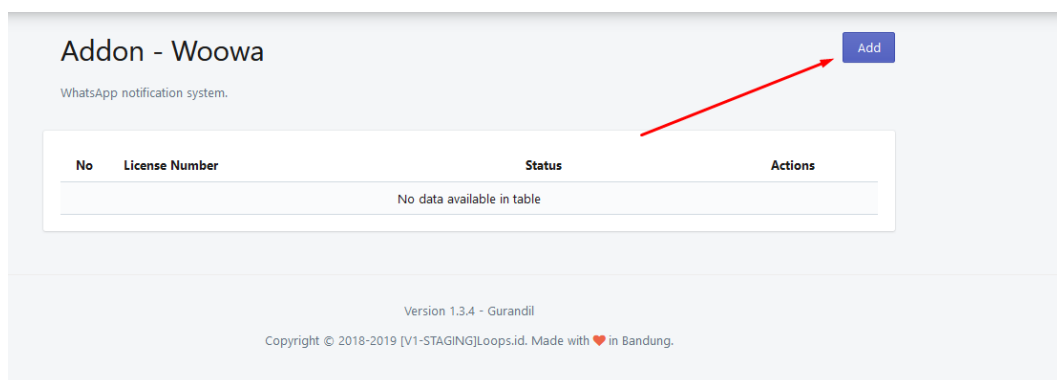 Addon - Woowa
Add
WhatsApp notification system.
No License Number Status Actions
No data available in table
Version 1.3.4 - Gurandil
Copyright © 2018-2019 [V1-STAGING]Loops.id. Made with ❤ in Bandung.